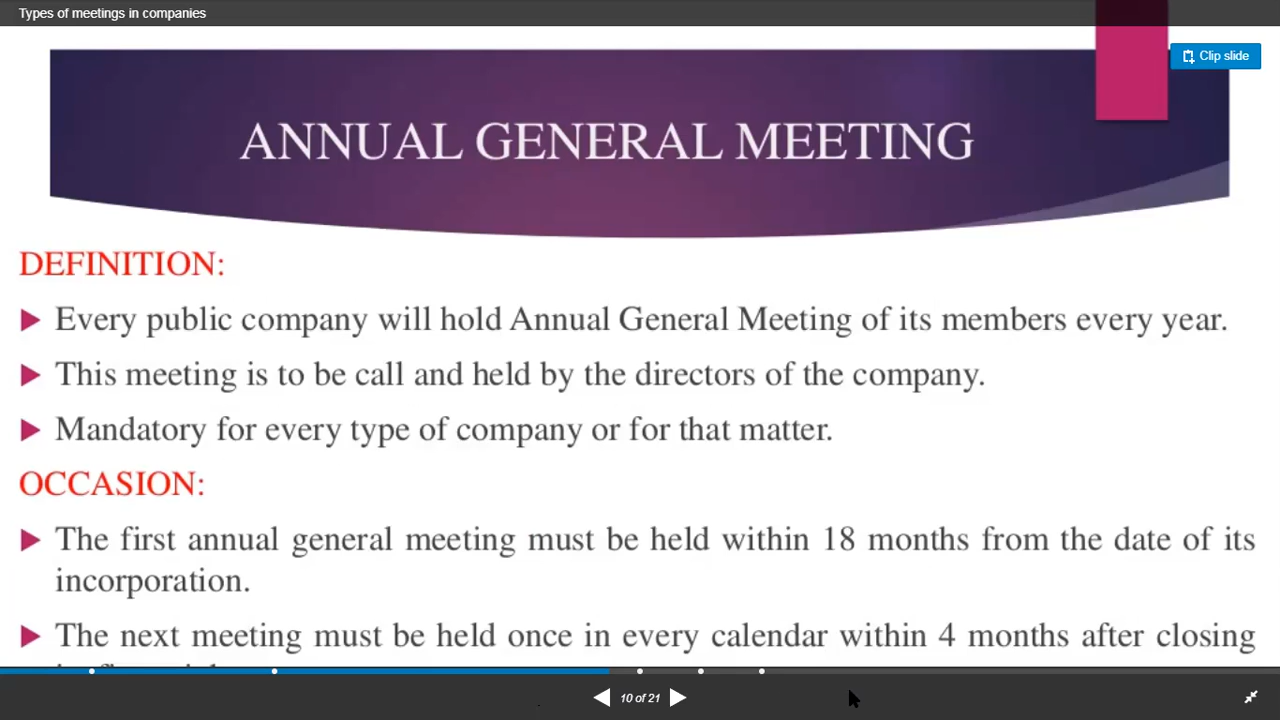 Types of meetings in companies
Clip slide
ANNUAL GENERAL MEETING
DEFINITION:
Every public company will hold Annual General Meeting of its members every year.
This meeting is to be call and held by the directors of the company.
Mandatory for every type of company or for that matter.
OCCASION:
The first annual general meeting must be held within 18 months from the date of its
incorporation.
The next meeting must be held once in every calendar within 4 months after closing
10 of 21